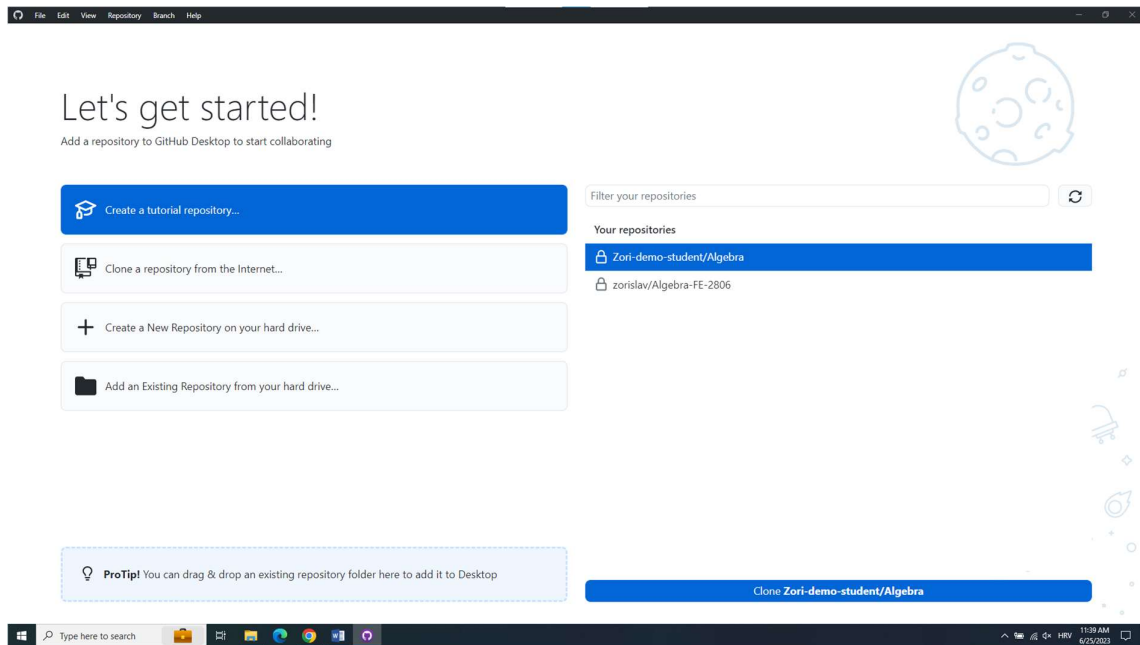 File Edit View Repository Branch Help
Let's get started!
Add a repository to GitHub Desktop to start collaborating
Create a tutorial repository...
Clone a repository from the Internet...
Create a New Repository on your hard drive...
Add an Existing Repository from your hard drive...
ProTip! You can drag & drop an existing repository folder here to add it to Desktop
Filter your repositories
Your repositories
Zori-demo-student/Algebra
zorislav/Algebra-FE-2806
Clone Zori-demo-student/Algebra
Type here to search
HRV
11:39 AM
6/25/2023